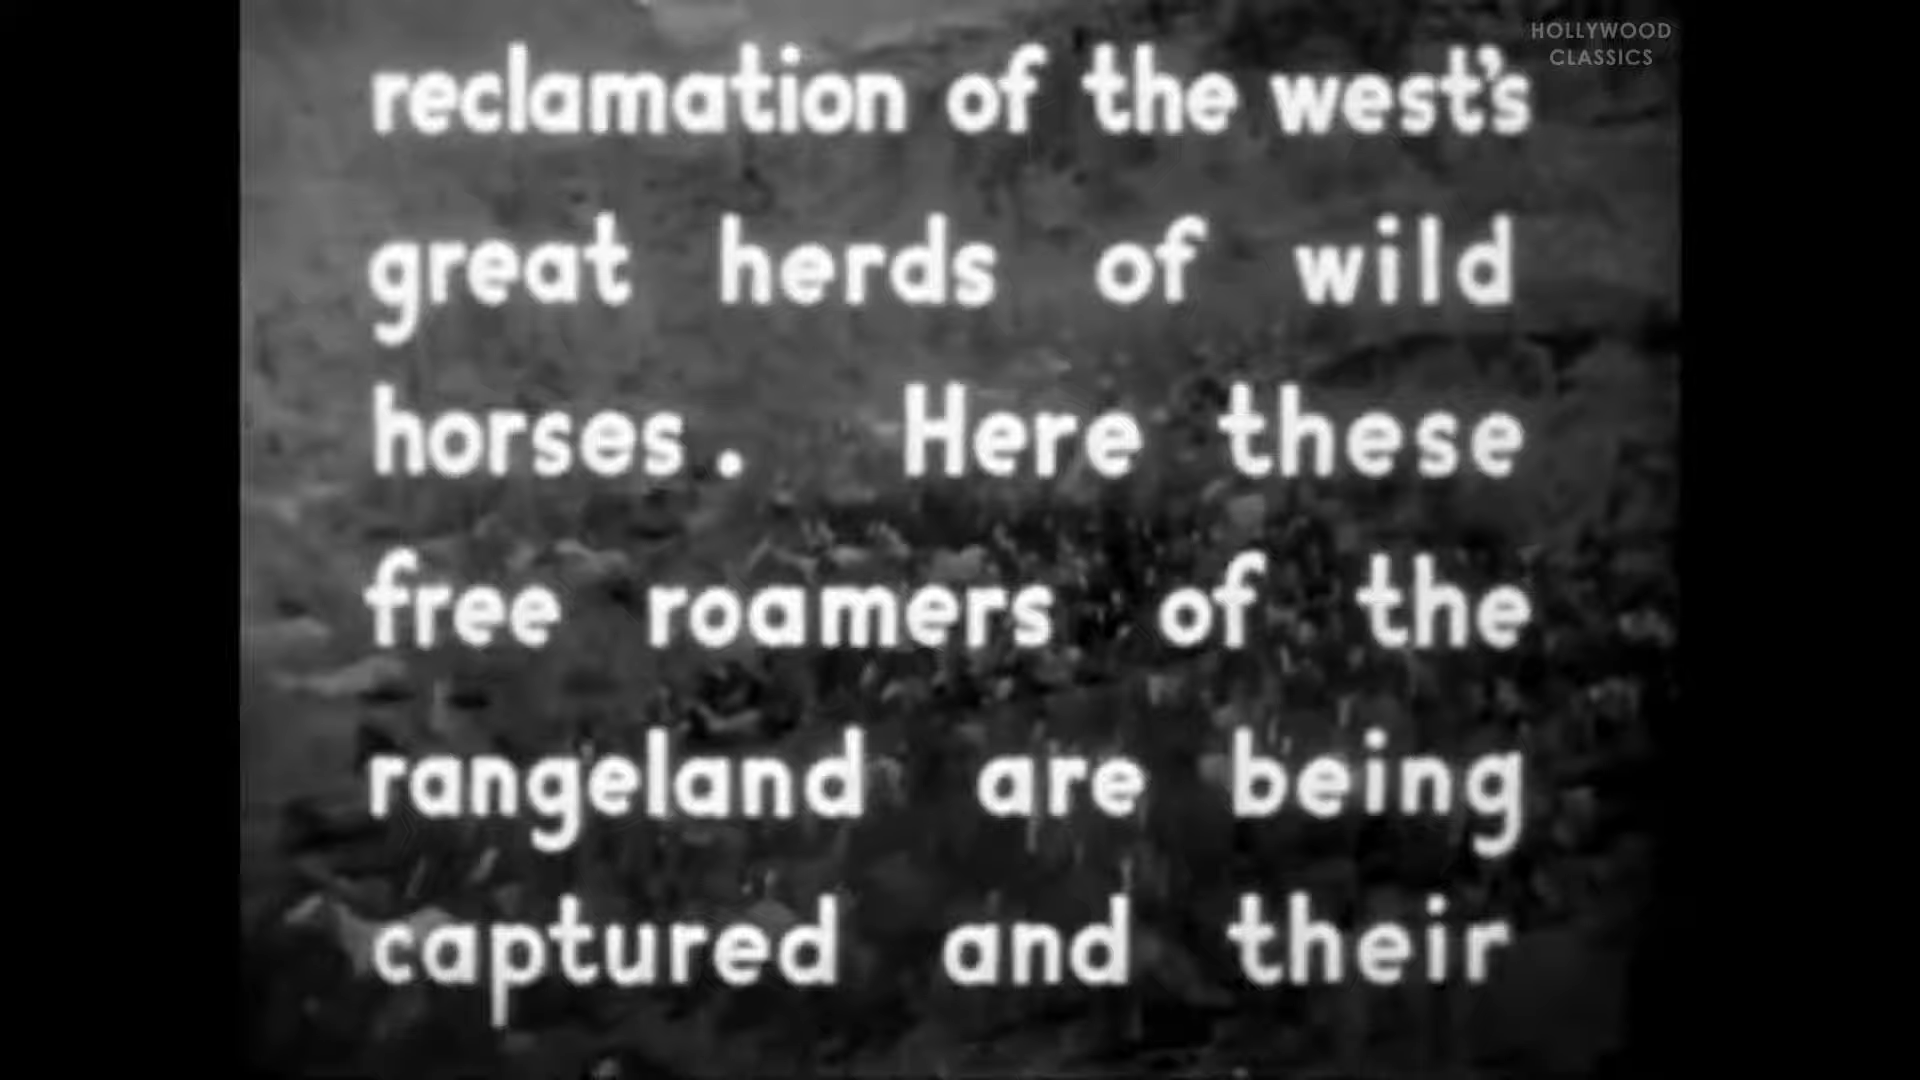 HOLLYWOOD
CLASSICS
reclamation of the west's
great herds of wild
horses. Here these
free roamers of the
rangeland are being
captured and their